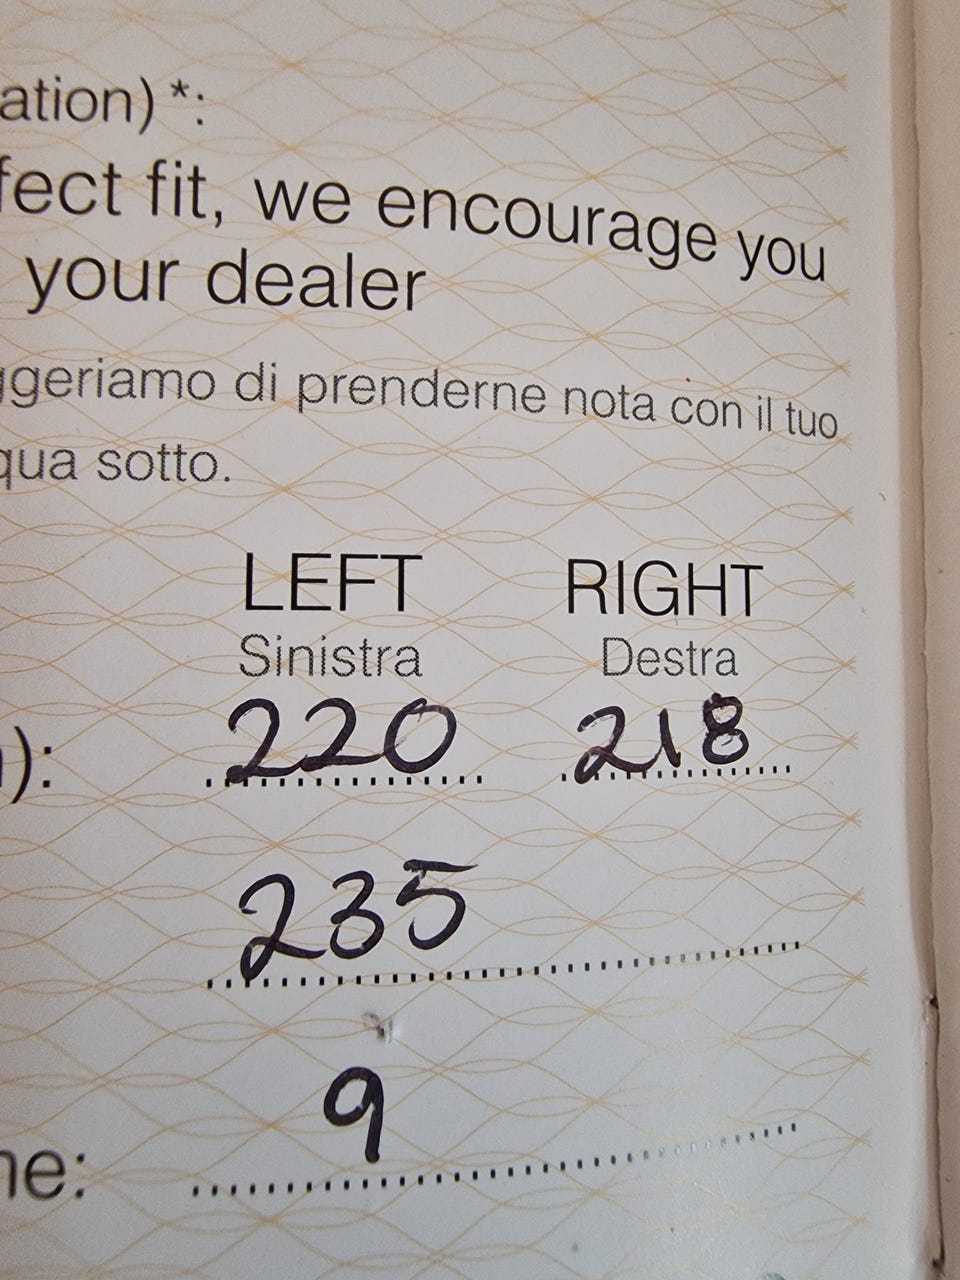 ation) *:
fect fit, we encourage you
your dealer
ggeriamo di prenderne nota con il tuo
qua sotto.
LEFT RIGHT
Sinistra Destra
): 220 218
235
ne: 9